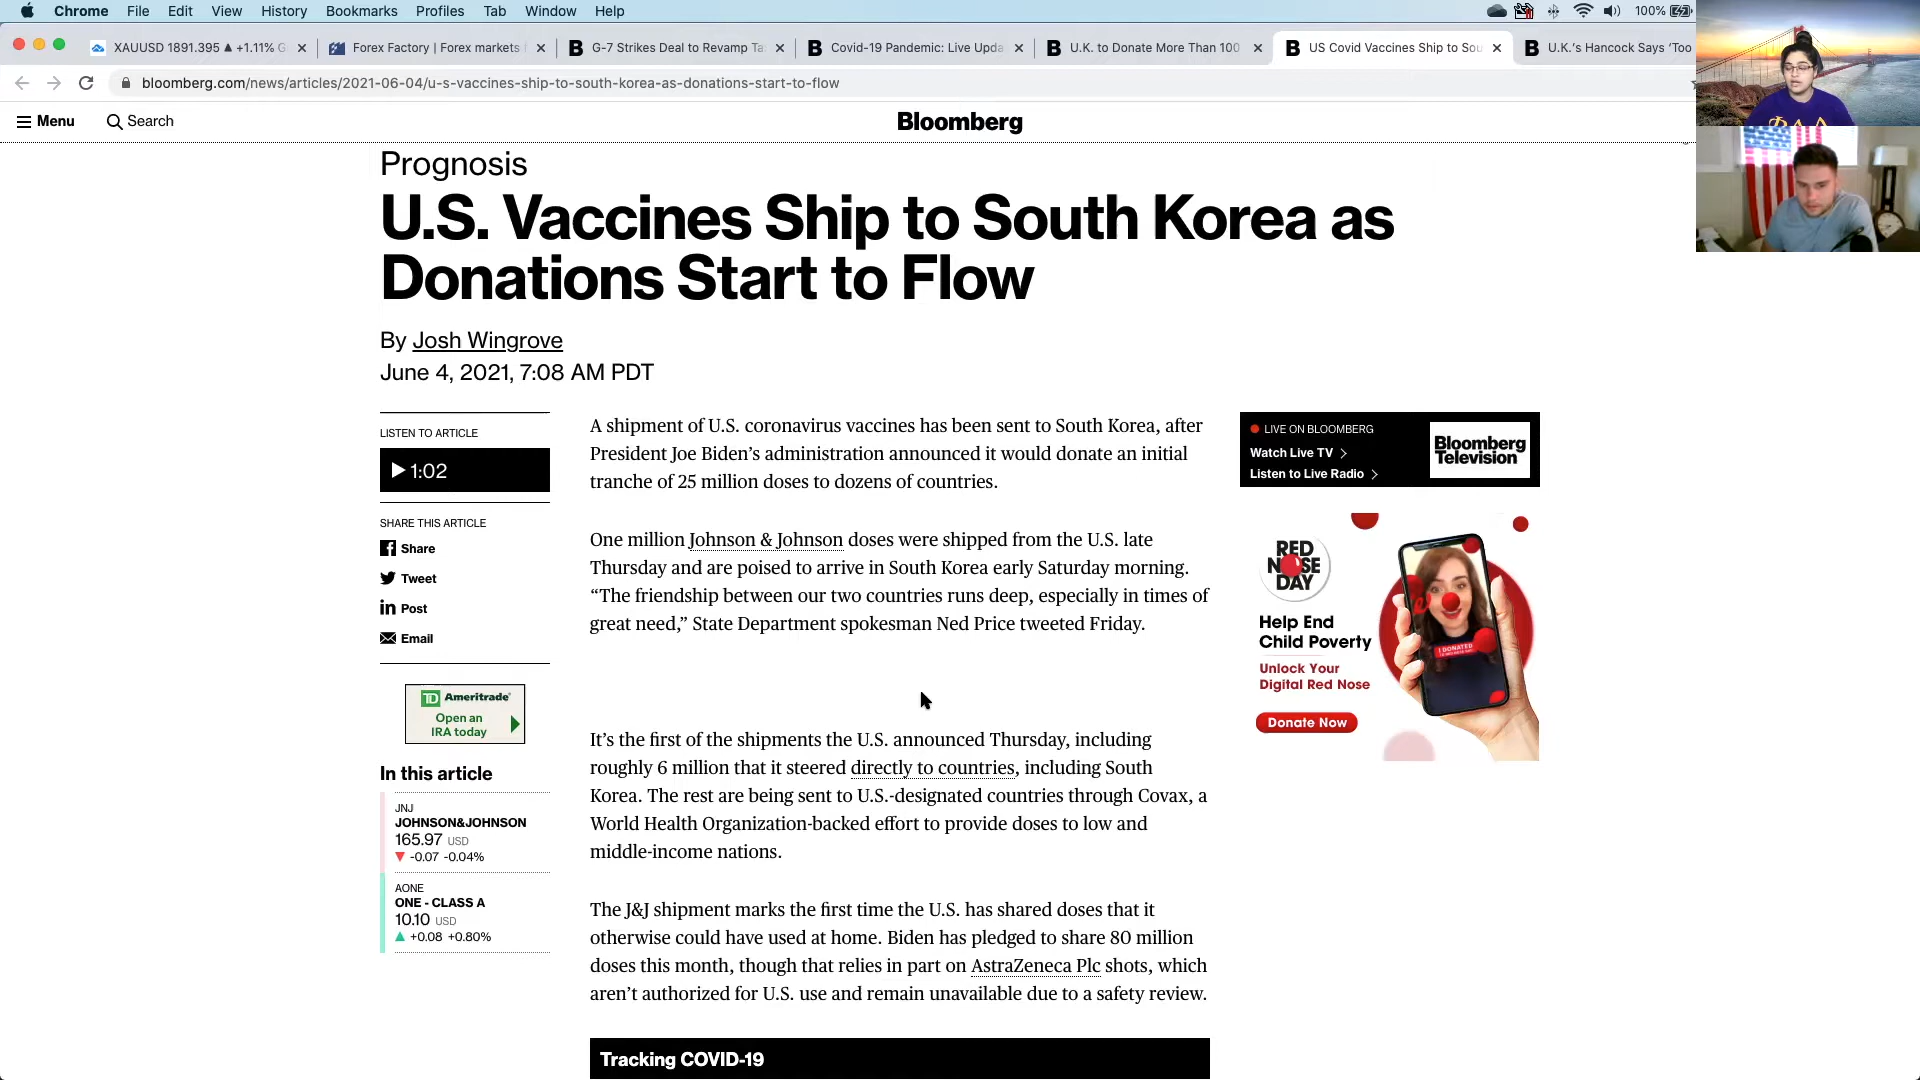 Chrome File Edit View History Bookmarks Profiles Tab Window Help 100%
XAUUSD 1891.395 ▲ +1.11% G
Forex Factory | Forex markets
G-7 Strikes Deal to Revamp Ta
Covid-19 Pandemic: Live Upda
U.K. to Donate More Than 100
US Covid Vaccines Ship to Sou
U.K.'s Hancock Says 'Too
bloomberg.com/news/articles/2021-06-04/u-s-vaccines-ship-to-south-korea-as-donations-start-to-flow
Menu Search Bloomberg
Prognosis
U.S. Vaccines Ship to South Korea as
Donations Start to Flow
By Josh Wingrove
June 4, 2021, 7:08 AM PDT
LISTEN TO ARTICLE
1:02
SHARE THIS ARTICLE
Share
Tweet
Post
Email
TD Ameritrade
Open an
IRA today
In this article
JNJ
JOHNSON&JOHNSON
165.97 USD
▼ -0.07 -0.04%
AONE
ONE - CLASS A
10.10 USD
▲ +0.08 +0.80%
A shipment of U.S. coronavirus vaccines has been sent to South Korea, after
President Joe Biden's administration announced it would donate an initial
tranche of 25 million doses to dozens of countries.
One million Johnson & Johnson doses were shipped from the U.S. late
Thursday and are poised to arrive in South Korea early Saturday morning.
“The friendship between our two countries runs deep, especially in times of
great need,” State Department spokesman Ned Price tweeted Friday.
It's the first of the shipments the U.S. announced Thursday, including
roughly 6 million that it steered directly to countries, including South
Korea. The rest are being sent to U.S.-designated countries through Covax, a
World Health Organization-backed effort to provide doses to low and
middle-income nations.
The J&J shipment marks the first time the U.S. has shared doses that it
otherwise could have used at home. Biden has pledged to share 80 million
doses this month, though that relies in part on AstraZeneca Plc shots, which
aren't authorized for U.S. use and remain unavailable due to a safety review.
Tracking COVID-19
LIVE ON BLOOMBERG
Watch Live TV
Listen to Live Radio
Bloomberg
Television
RED
NOSE
DAY
Help End
Child Poverty
Unlock Your
Digital Red Nose
Donate Now
I DONATED